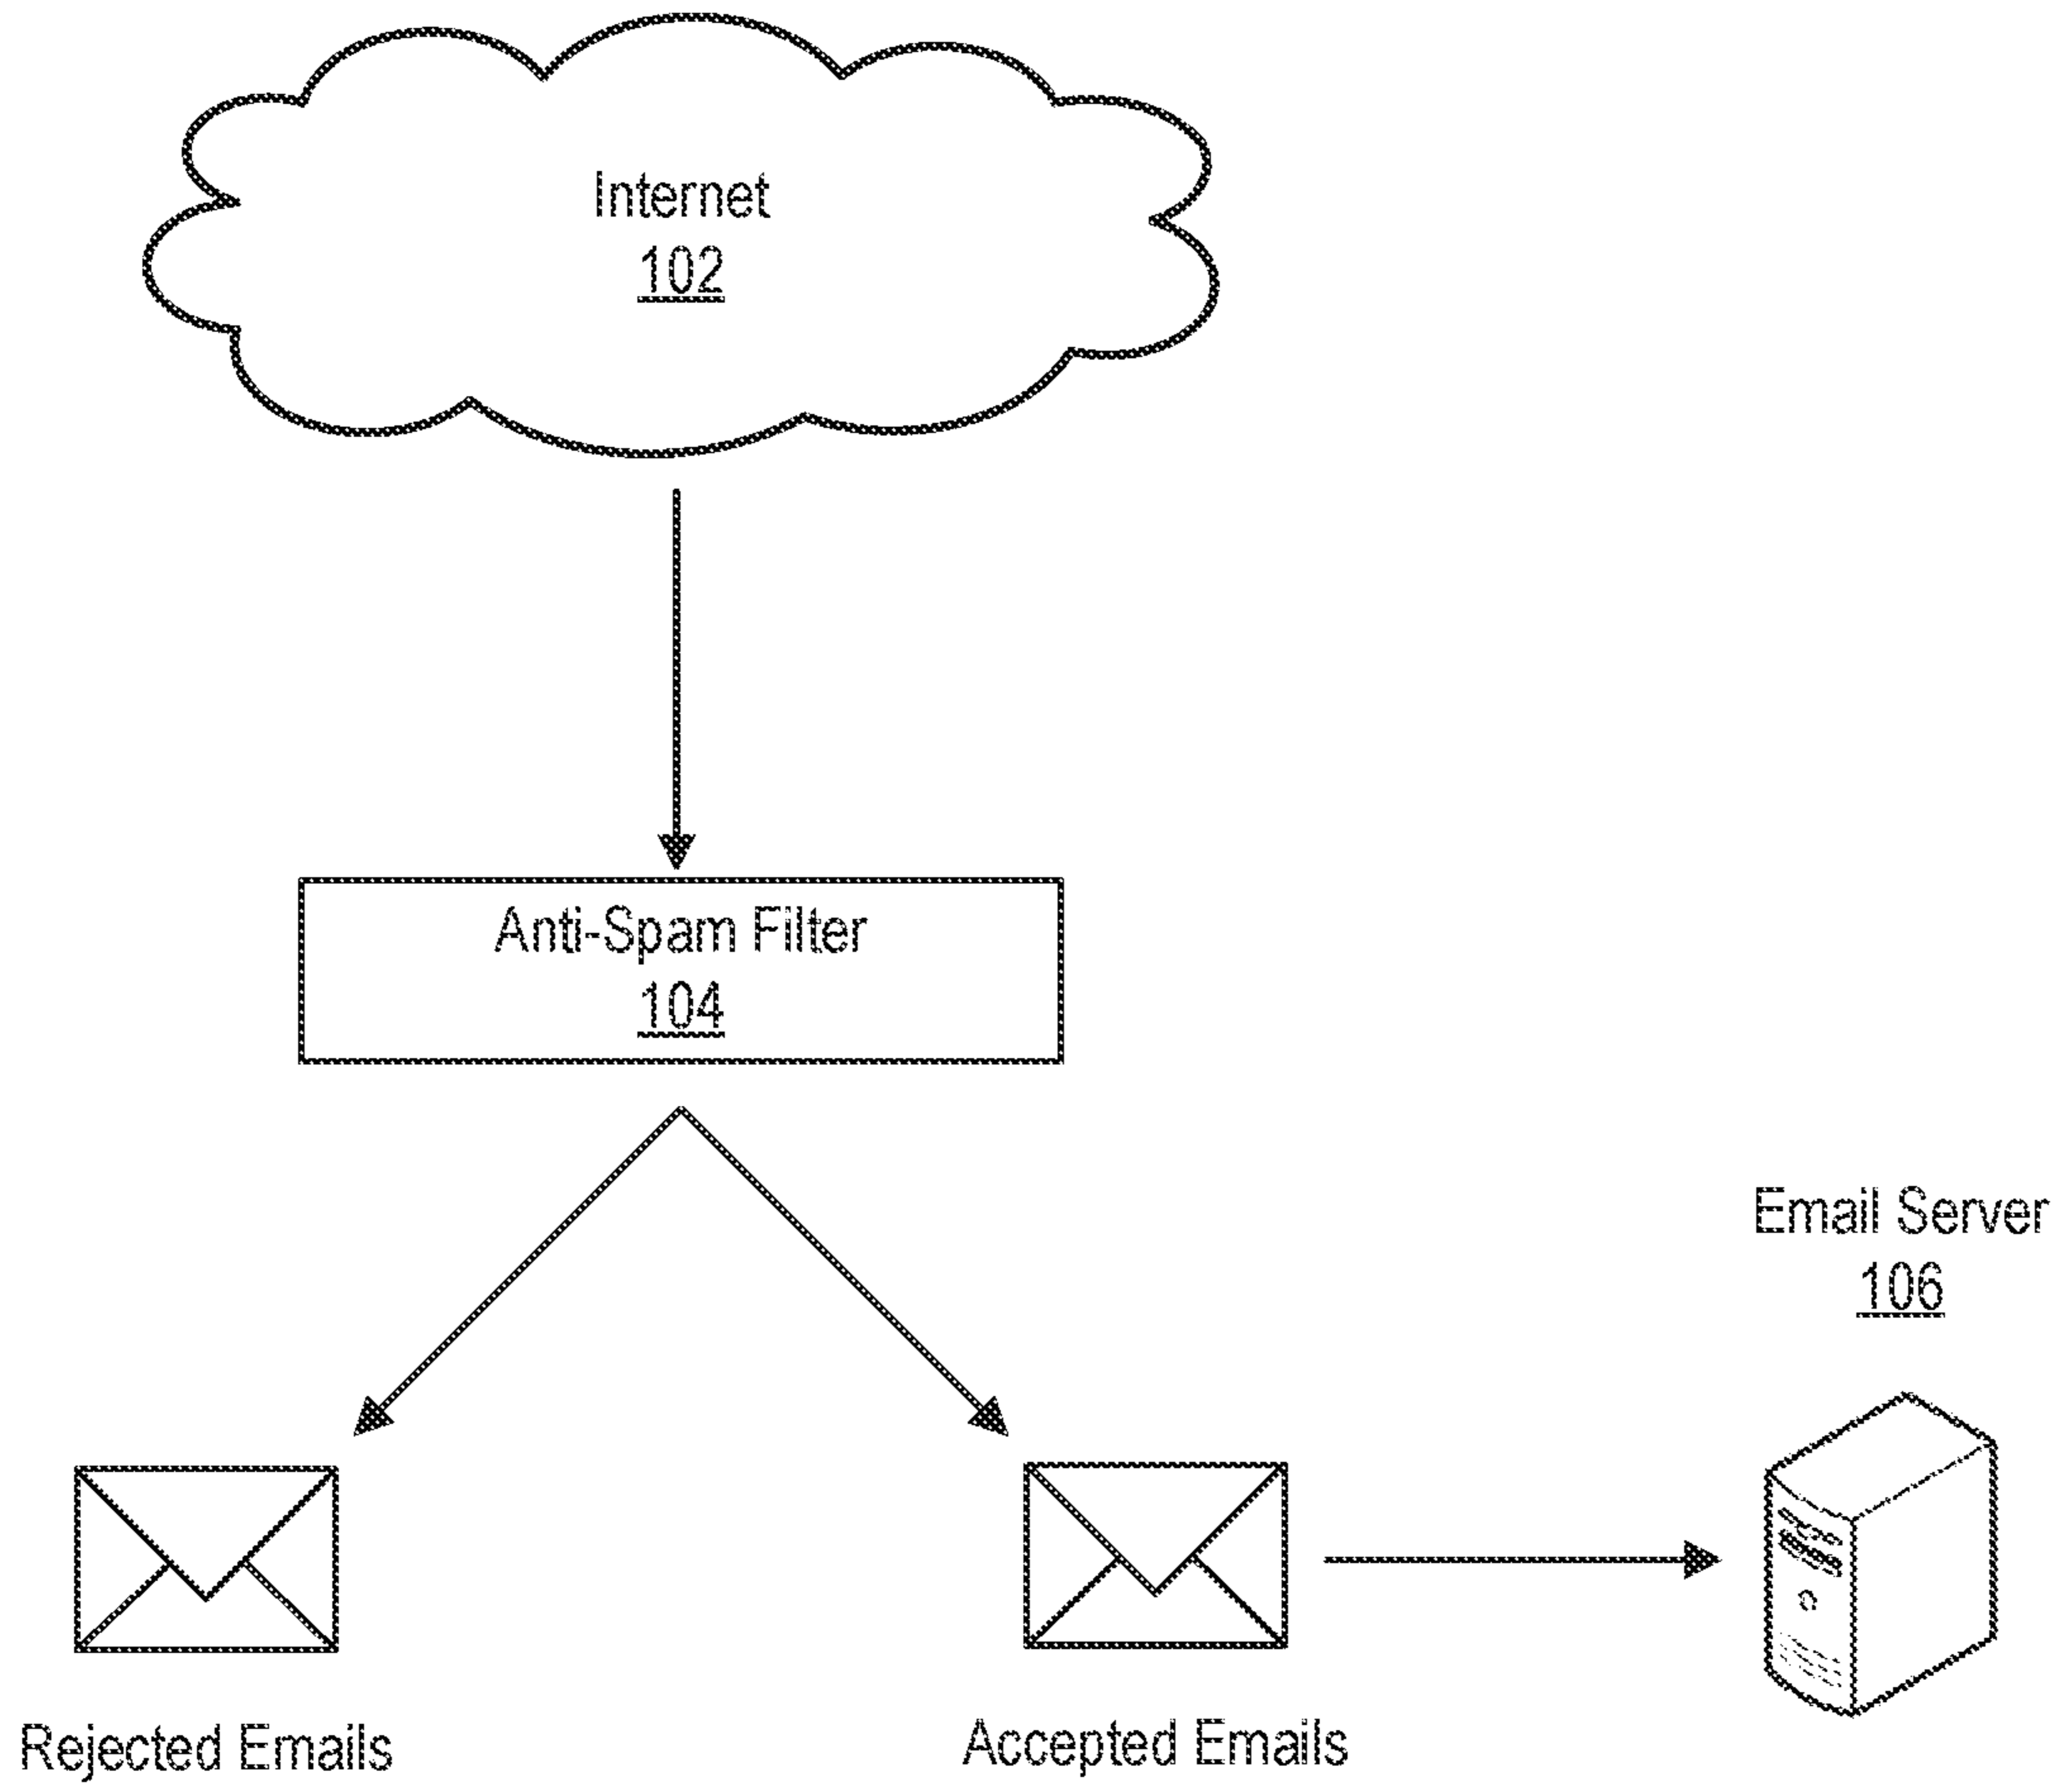 Internet
102
Anti-Spam Filter
104
Email Server
106
Rejected Emails
Accepted Emails